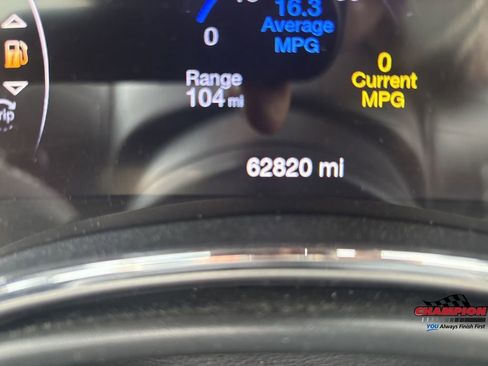 16.3
Average
MPG
0
Range
104 mi
0
Current
MPG
62820 mi
CHAMPION
YOU Always Finish First